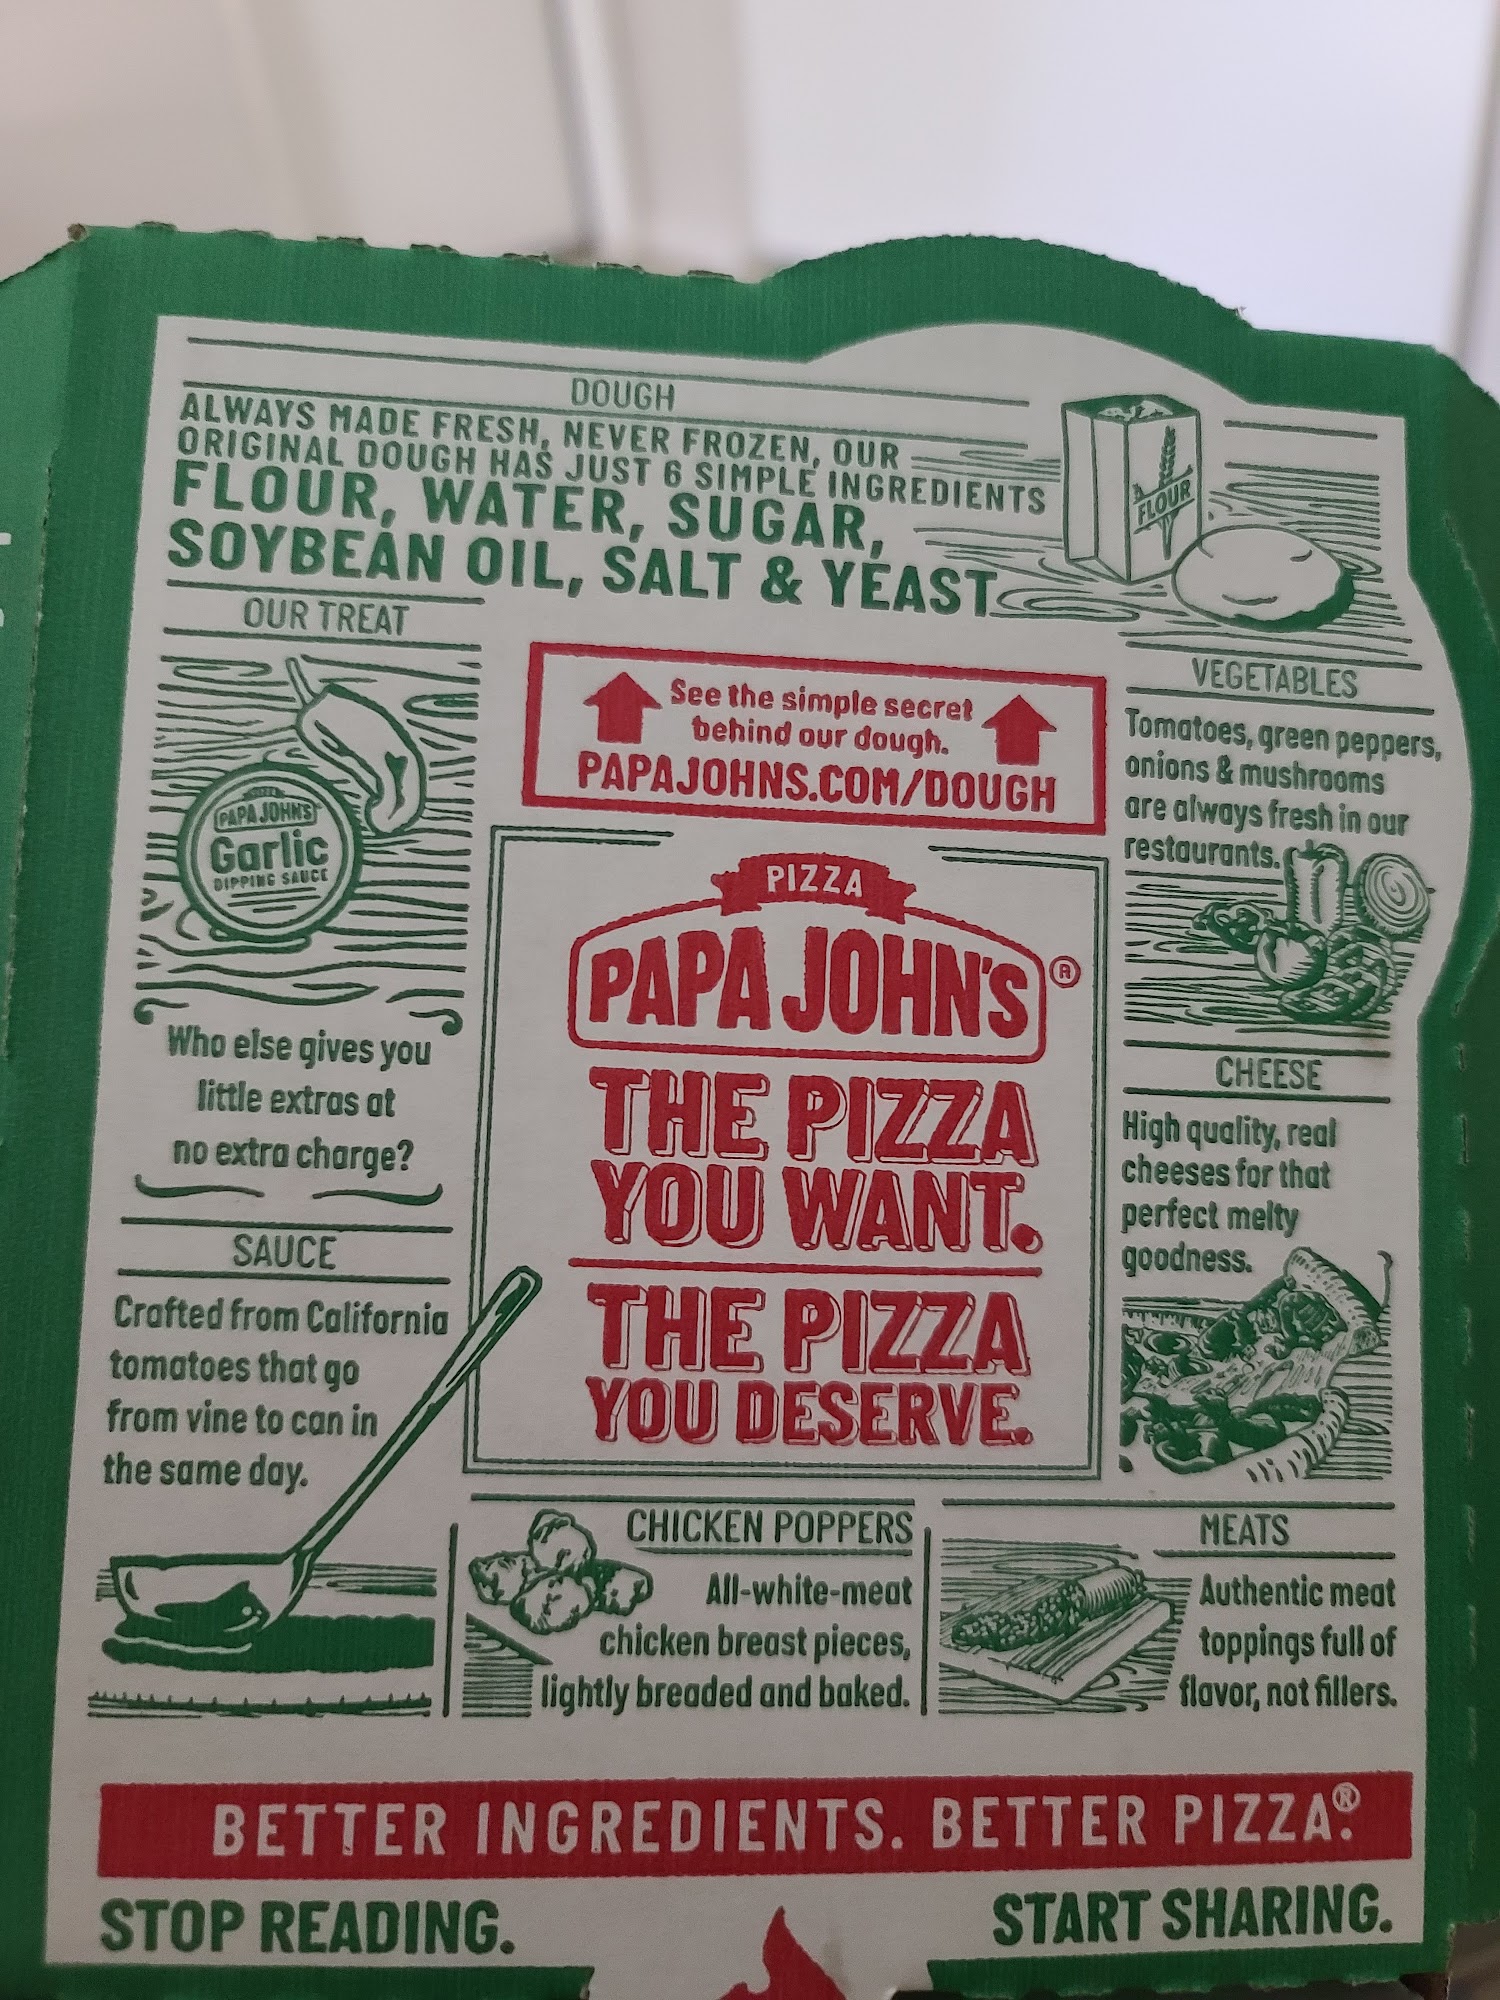 DOUGH
ALWAYS MADE FRESH, NEVER FROZEN, OUR
ORIGINAL DOUGH HAS JUST 6 SIMPLE INGREDIENTS
FLOUR, WATER, SUGAR,
SOYBEAN OIL, SALT & YEAST
FLOUR
OUR TREAT
PIZZA
PAPA JOHN'S
Garlic
DIPPING SAUCE
Who else gives you
little extras at
no extra charge?
SAUCE
Crafted from California
tomatoes that go
from vine to can in
the same day.
See the simple secret
behind our dough.
PAPAJOHNS.COM/DOUGH
PIZZA
PAPA JOHN'S®
THE PIZZA
YOU WANT.
THE PIZZA
YOU DESERVE.
VEGETABLES
Tomatoes, green peppers,
onions & mushrooms
are always fresh in our
restaurants.
CHEESE
High quality, real
cheeses for that
perfect melty
goodness.
CHICKEN POPPERS
All-white-meat
chicken breast pieces,
lightly breaded and baked.
MEATS
Authentic meat
toppings full of
flavor, not fillers.
BETTER INGREDIENTS. BETTER PIZZA.®
STOP READING.
START SHARING.